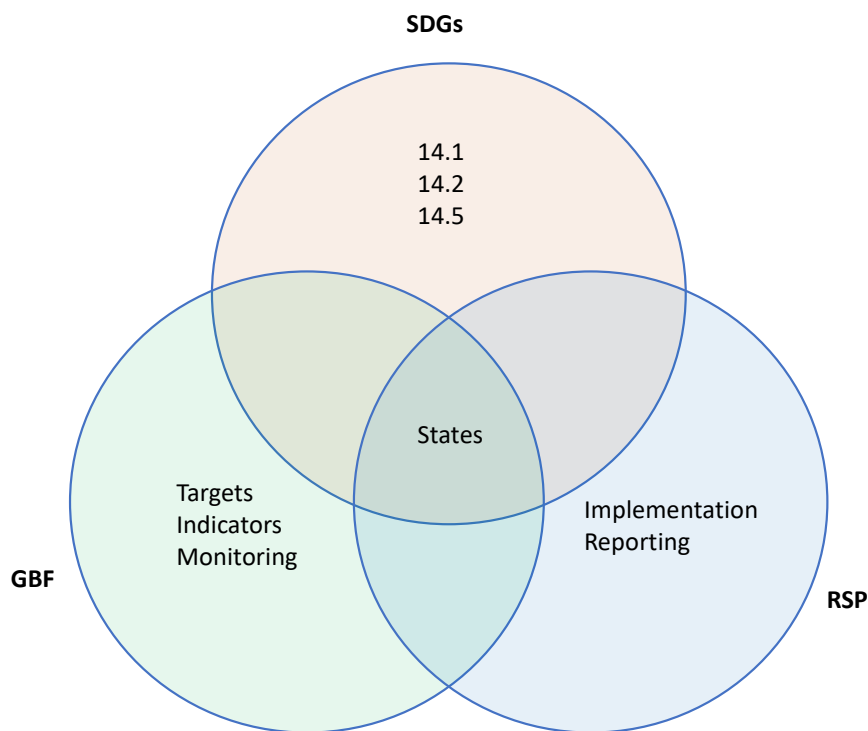 SDGs
14.1
14.2
14.5
States
Targets
Indicators
Monitoring
Implementation
Reporting
GBF
RSP